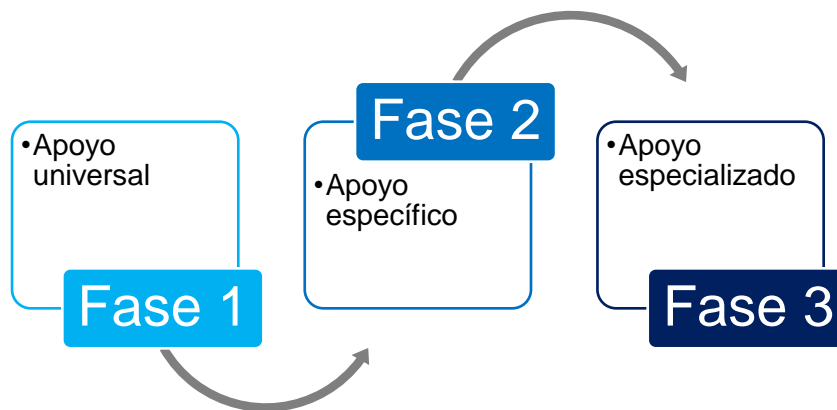 •Apoyo
universal
Fase 1
Fase 2
•Apoyo
específico
•Apoyo
especializado
Fase 3